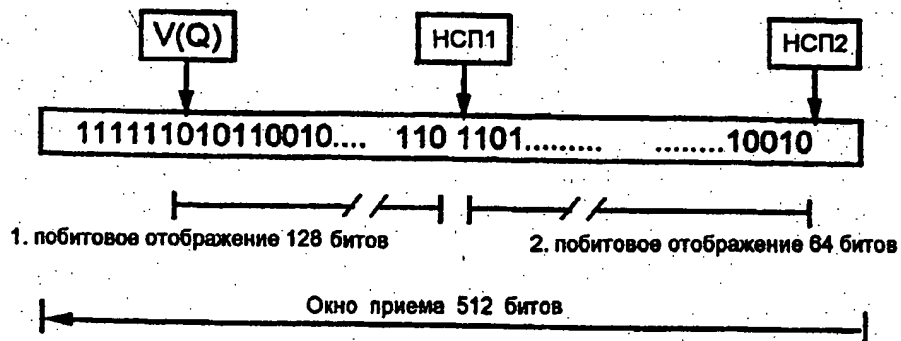 V(Q) НСП1 НСП2
111111010110010.... 110 1101......... ........10010
1. побитовое отображение 128 битов 2. побитовое отображение 64 битов
Окно приема 512 битов